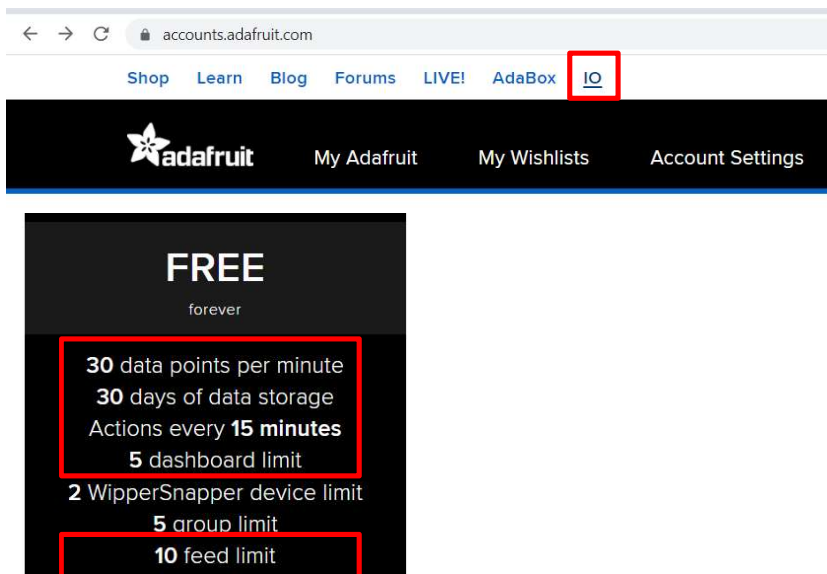 accounts.adafruit.com
Shop Learn Blog Forums LIVE! AdaBox IO
adafruit My Adafruit My Wishlists Account Settings
FREE
forever
30 data points per minute
30 days of data storage
Actions every 15 minutes
5 dashboard limit
2 WipperSnapper device limit
5 group limit
10 feed limit